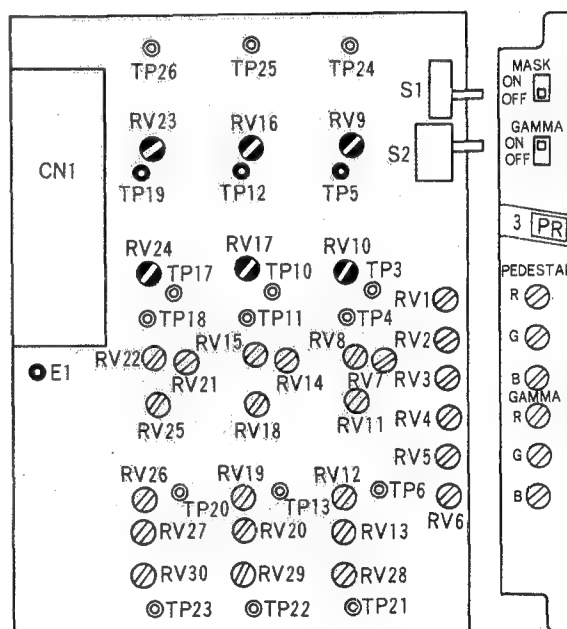 TP26 TP25 TP24
MASK
ON
OFF
S1
RV23 RV16 RV9
GAMMA
ON
OFF
S2
CN1
TP19 TP12 TP5
3 PR
RV24 RV17 RV10
TP17 TP10 TP3
PEDESTAL
RV1 R
TP18 TP11 TP4
RV2 G
RV22 RV15 RV8
E1 RV21 RV14 RV7 RV3 B
GAMMA
RV25 RV18 RV11 RV4 R
RV5 G
RV26 RV19 RV12
TP20 TP13 TP6
RV6 B
RV27 RV20 RV13
RV30 RV29 RV28
TP23 TP22 TP21